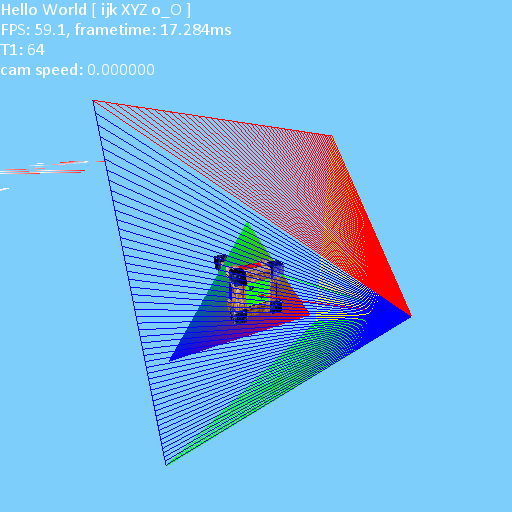 Hello World [ ijk XYZ o_O ]
FPS: 59.1, frametime: 17.284ms
T1: 64
cam speed: 0.000000